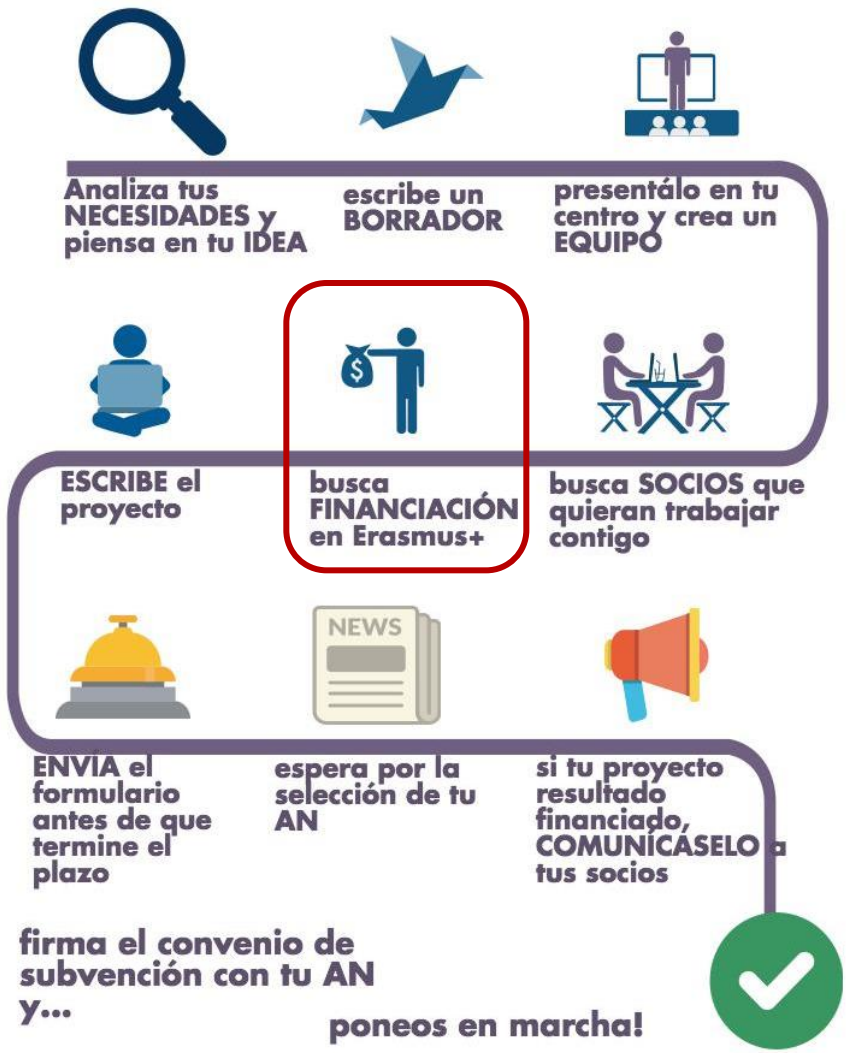 Analiza tus
NECESIDADES y
piensa en tu IDEA
escribe un
BORRADOR
presentálo en tu
centro y crea un
EQUIPO
$
busca SOCIOS que
quieran trabajar
contigo
busca
FINANCIACIÓN
en Erasmus+
ESCRIBE el
proyecto
ENVÍA el
formulario
antes de que
termine el
plazo
NEWS
espera por la
selección de tu
AN
si tu proyecto
resultado
financiado,
COMUNÍCASELO a
tus socios
firma el convenio de
subvención con tu AN
y...
poneos en marcha!